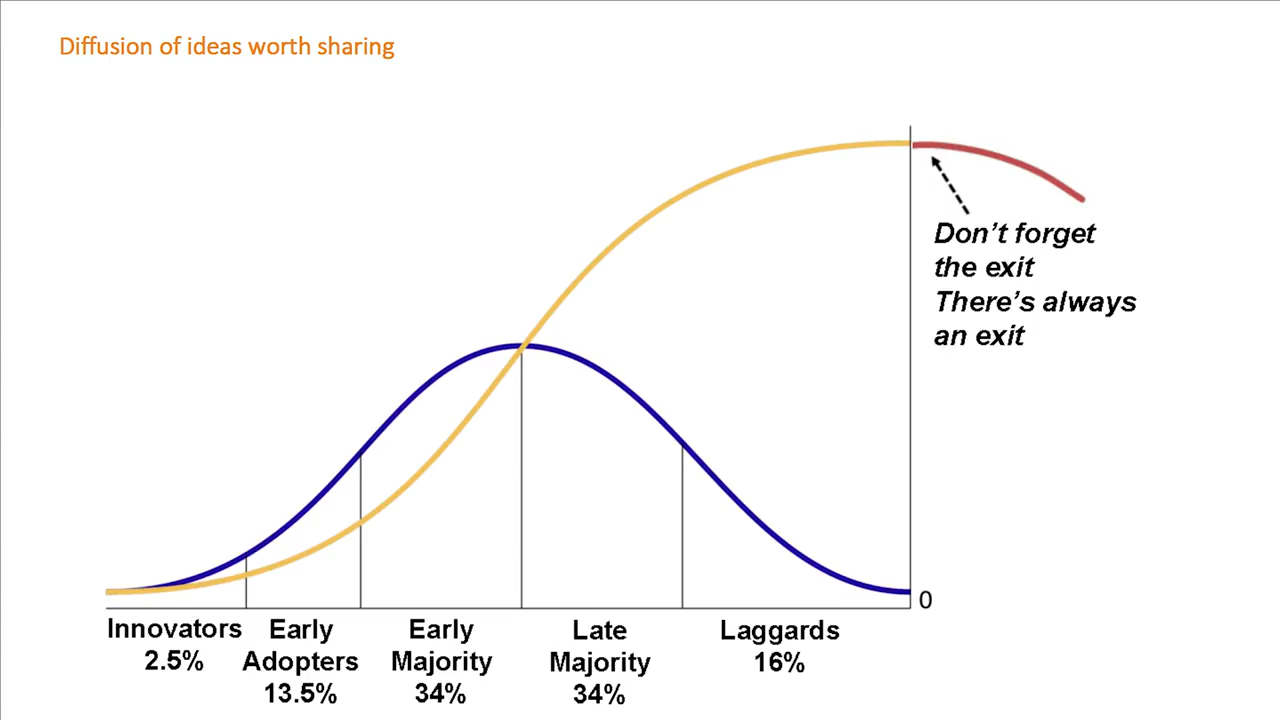 Diffusion of ideas worth sharing
Don't forget
the exit
There's always
an exit
0
Innovators
2.5%
Early
Adopters
13.5%
Early
Majority
34%
Late
Majority
34%
Laggards
16%